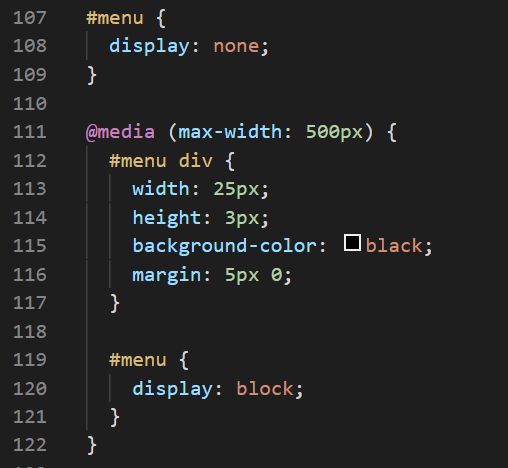 107 #menu {
108   display: none;
109 }
110
111 @media (max-width: 500px) {
112   #menu div {
113     width: 25px;
114     height: 3px;
115     background-color: black;
116     margin: 5px 0;
117   }
118
119   #menu {
120     display: block;
121   }
122 }